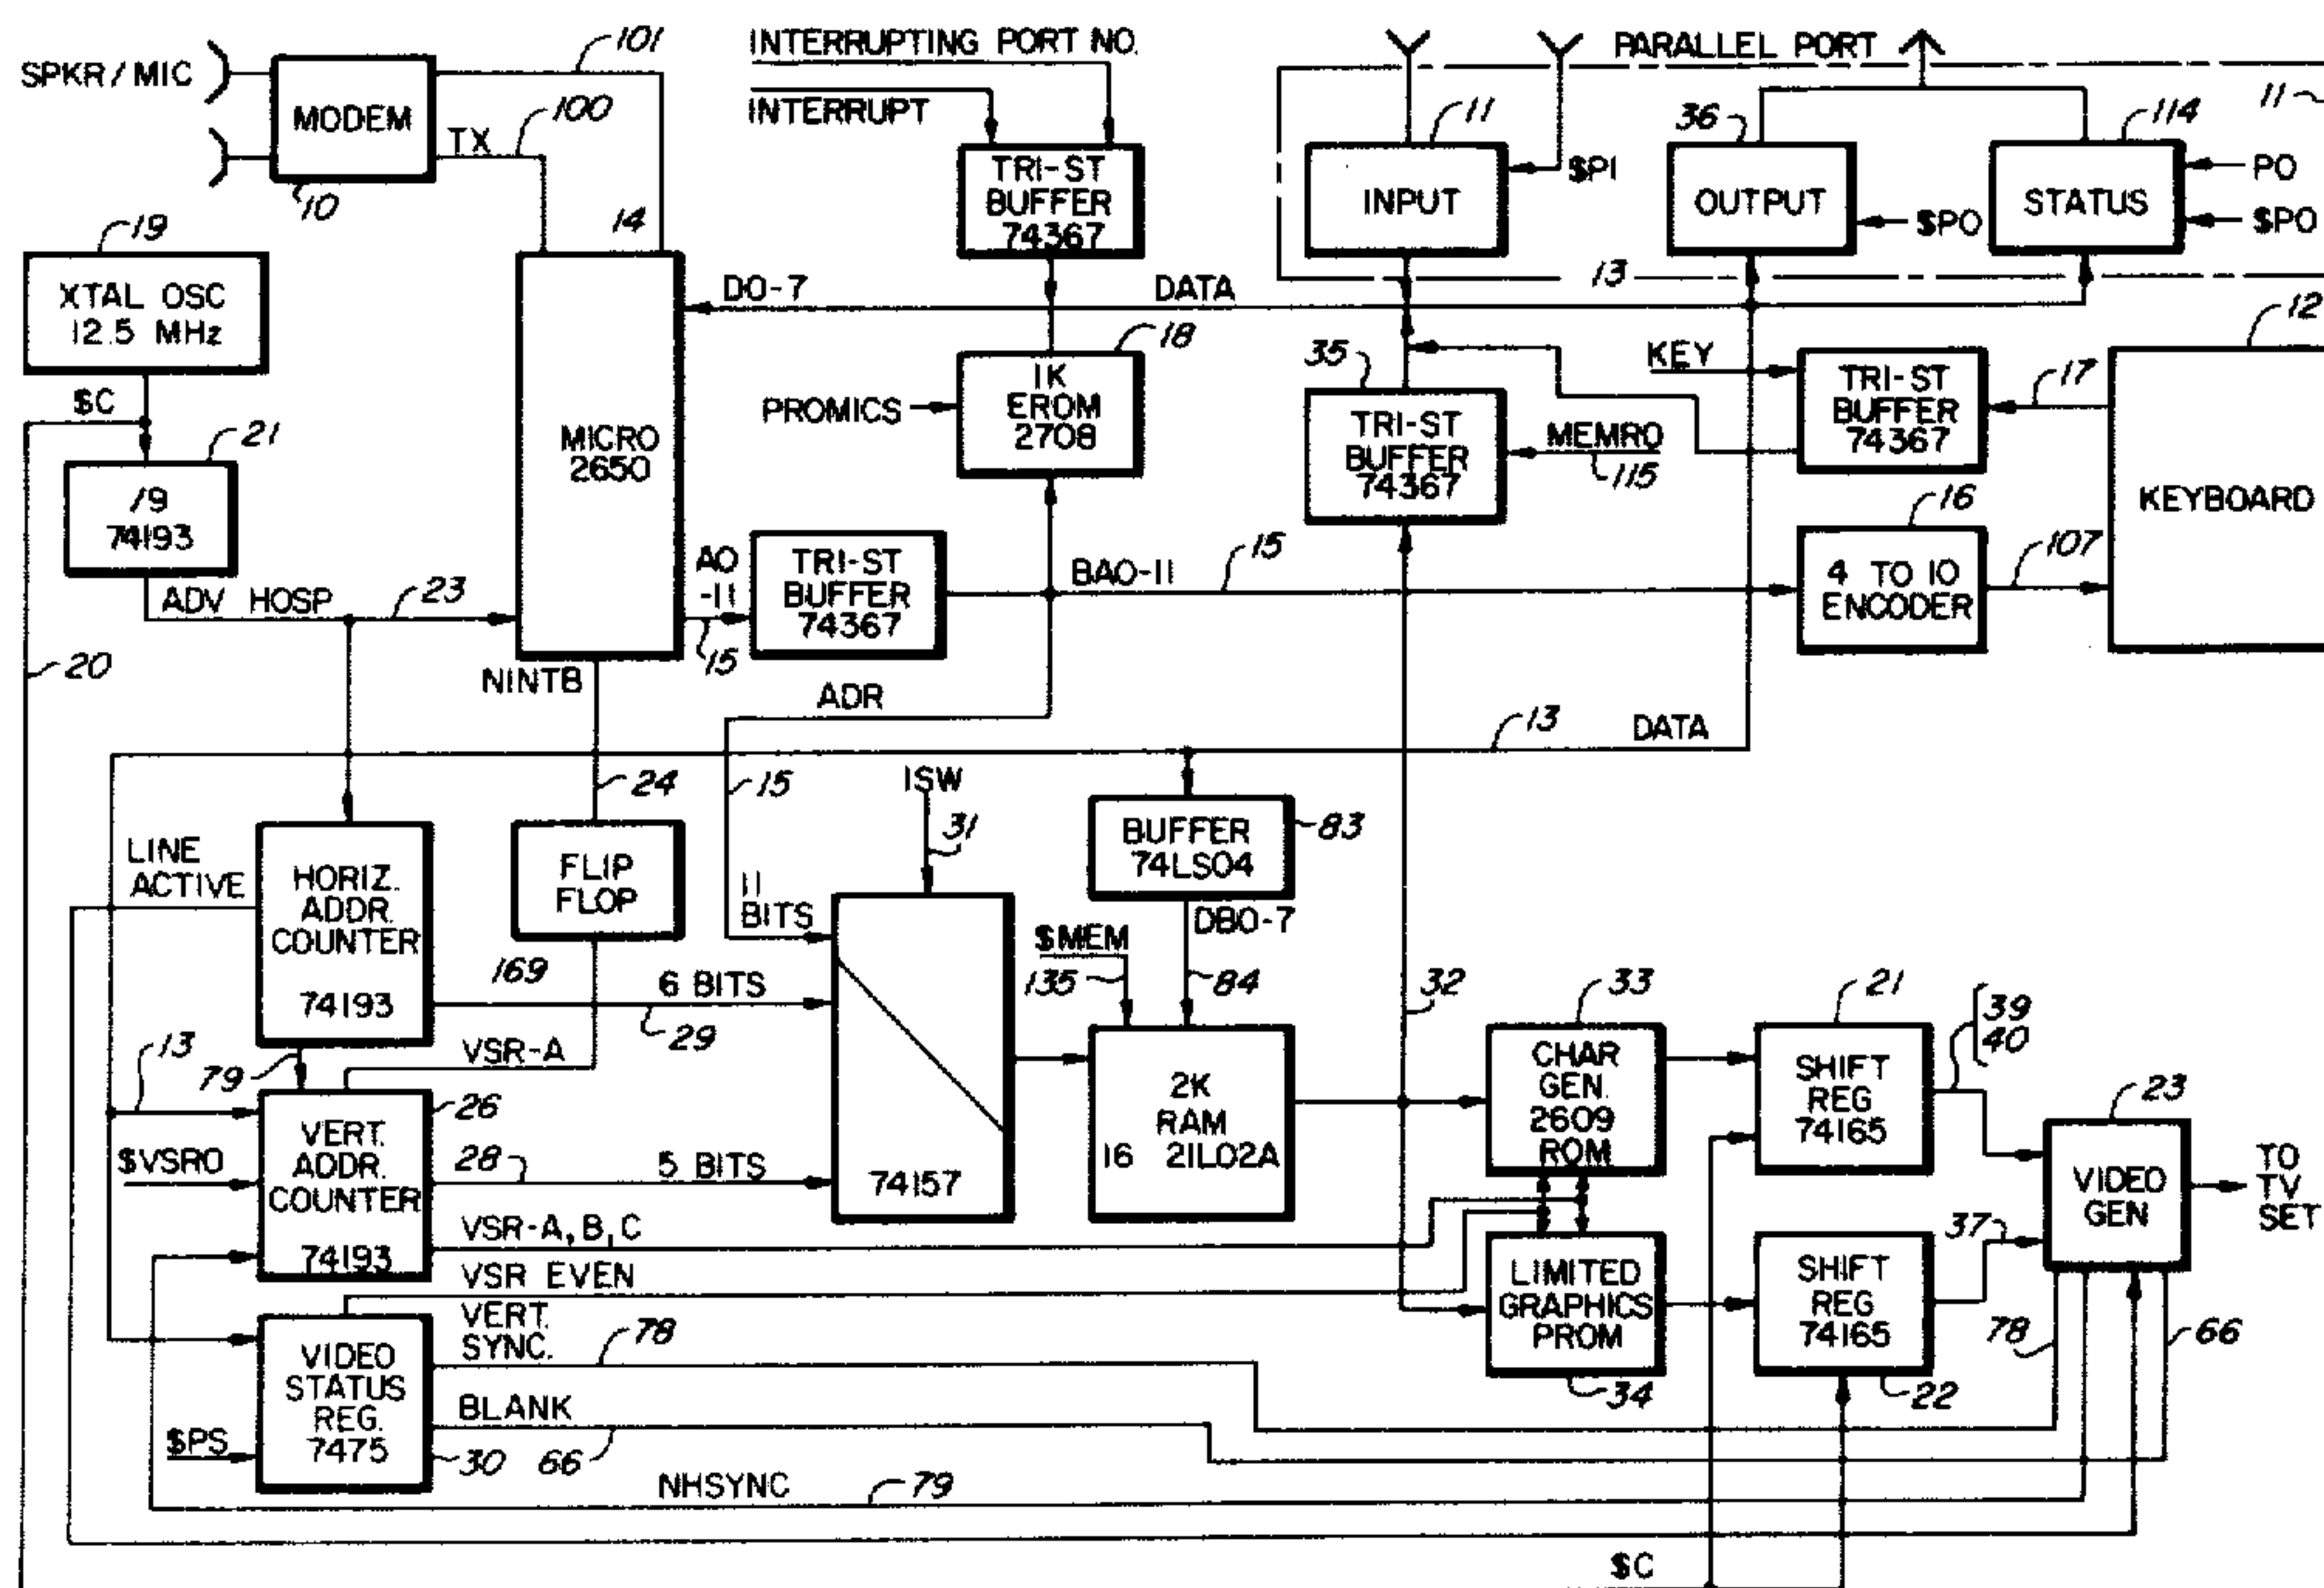 SPKR/MIC
MODEM
10
101
TX
100
14
INTERRUPTING PORT NO.
INTERRUPT
TRI-ST
BUFFER
74367
PARALLEL PORT
11
INPUT
$PI
36
OUTPUT
$PO
11
114
STATUS
PO
$PO
13
19
XTAL OSC
12.5 MHz
$C
21
/9
74193
ADV HOSP
23
20
MICRO
2650
DO-7
DATA
18
1K
EROM
2708
PROMICS
AO
-11
15
TRI-ST
BUFFER
74367
BAO-11
15
35
TRI-ST
BUFFER
74367
MEMRO
115
KEY
TRI-ST
BUFFER
74367
17
12
KEYBOARD
16
4 TO 10
ENCODER
107
NINTB
ADR
13
DATA
24
15
ISW
31
BUFFER
74LS04
83
LINE
ACTIVE
HORIZ.
ADDR.
COUNTER
74193
FLIP
FLOP
169
11
BITS
DBO-7
$MEM
135
84
6 BITS
29
32
33
21
39
40
13
79
VSR-A
26
VERT.
ADDR.
COUNTER
74193
$VSRO
28
5 BITS
74157
2K
RAM
16 21L02A
CHAR
GEN.
2609
ROM
SHIFT
REG
74165
23
VIDEO
GEN
TO
TV
SET
VSR-A, B, C
VSR EVEN
VERT.
SYNC.
78
LIMITED
GRAPHICS
PROM
34
SHIFT
REG
74165
22
37
78
66
VIDEO
STATUS
REG.
7475
30
$PS
BLANK
66
NHSYNC
79
$C